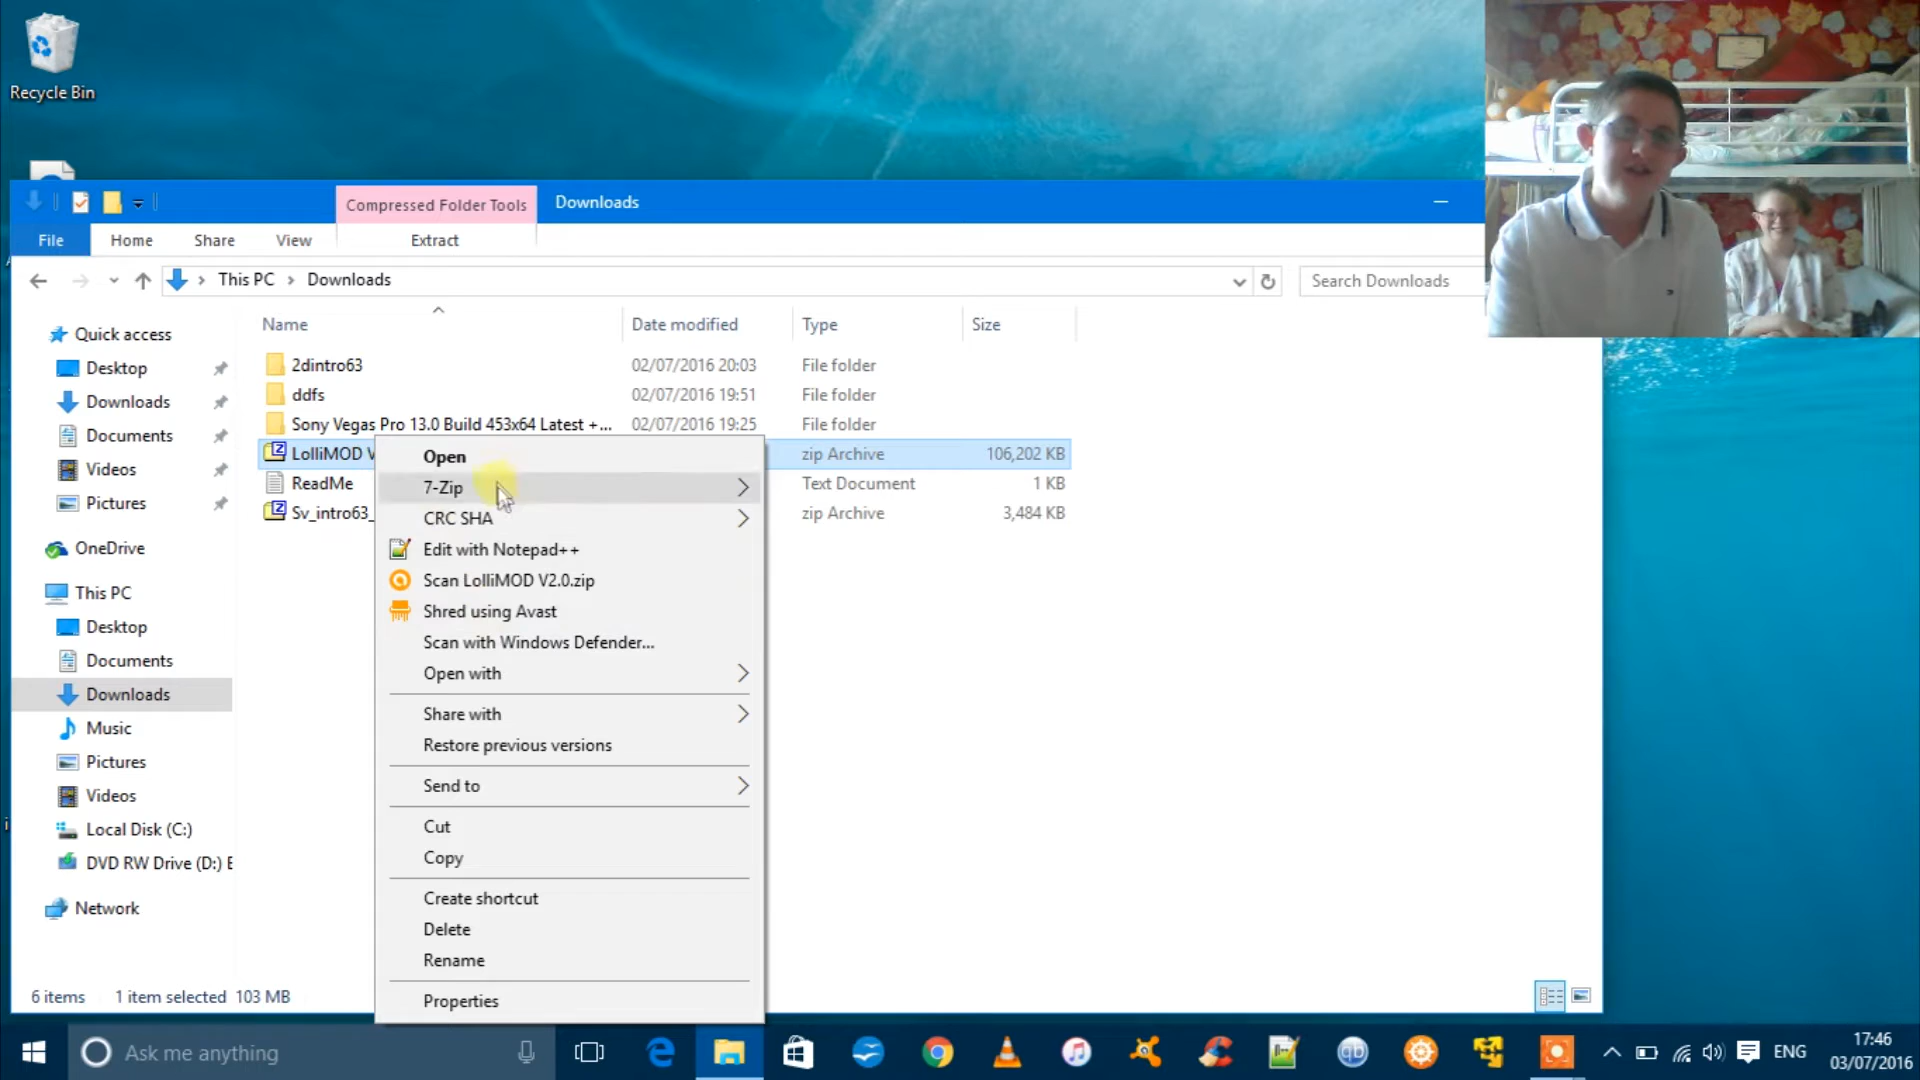 Recycle Bin
Compressed Folder Tools
Downloads
File
Home
Share
View
Extract
This PC
Downloads
Search Downloads
Name
Date modified
Type
Size
Quick access
Desktop
Downloads
Documents
Videos
Pictures
OneDrive
This PC
Desktop
Documents
Downloads
Music
Pictures
Videos
Local Disk (C:)
DVD RW Drive (D:) E
Network
2dintro63 02/07/2016 20:03 File folder
ddfs 02/07/2016 19:51 File folder
Sony Vegas Pro 13.0 Build 453x64 Latest +... 02/07/2016 19:25 File folder
LolliMOD V zip Archive 106,202 KB
ReadMe Text Document 1 KB
Sv_intro63_ zip Archive 3,484 KB
Open
7-Zip
CRC SHA
Edit with Notepad++
Scan LolliMOD V2.0.zip
Shred using Avast
Scan with Windows Defender...
Open with
Share with
Restore previous versions
Send to
Cut
Copy
Create shortcut
Delete
Rename
Properties
6 items 1 item selected 103 MB
Ask me anything
qb
ENG
17:46
03/07/2016